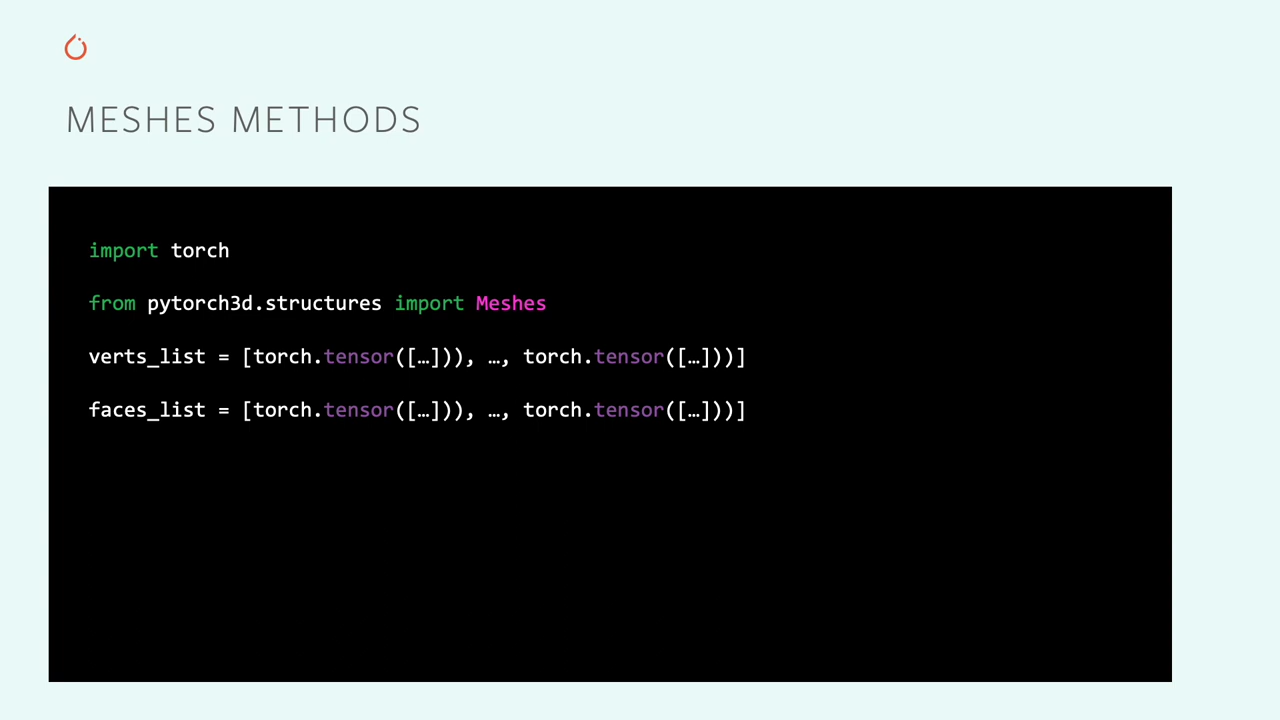 MESHES METHODS
import torch
from pytorch3d.structures import Meshes
verts_list = [torch.tensor([…])), …, torch.tensor([…]))]
faces_list = [torch.tensor([…])), …, torch.tensor([…]))]